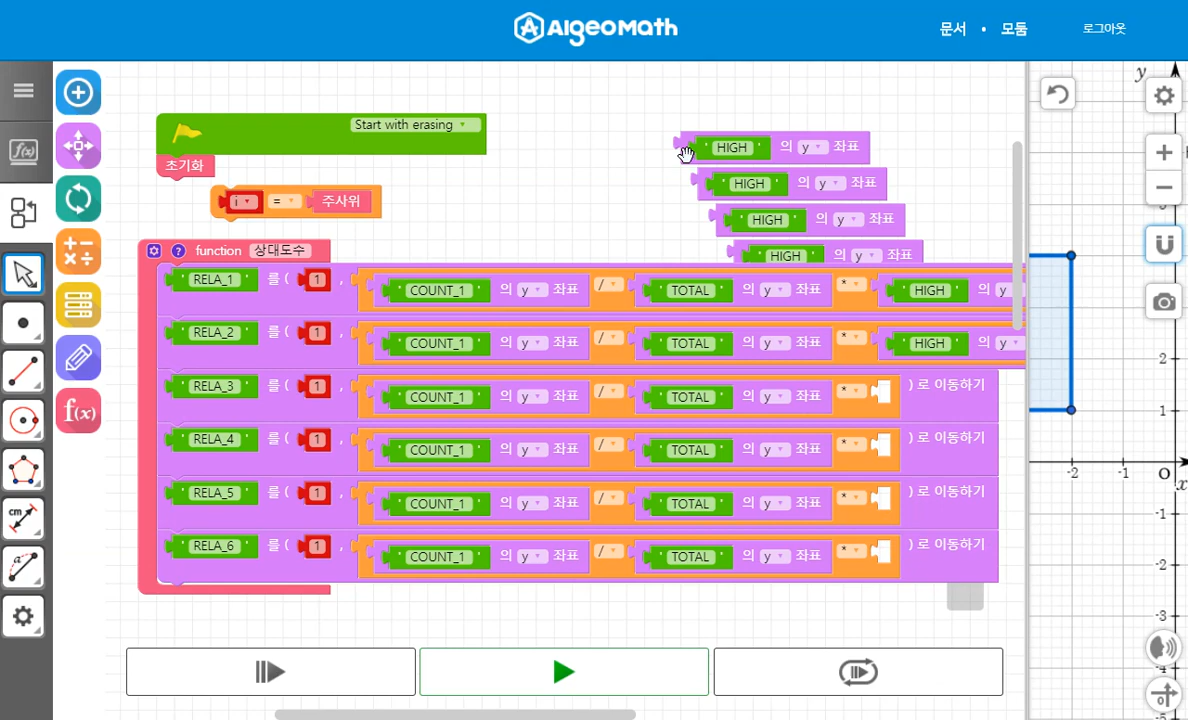 AlgeoMath
문서 • 모둠 로그아웃
Start with erasing
초기화
i = 주사위
' HIGH ' 의 y 좌표
' HIGH ' 의 y 좌표
' HIGH ' 의 y 좌표
' HIGH ' 의 y 좌표
? function 상대도수
' RELA_1 ' 를 ( 1 , ' COUNT_1 ' 의 y 좌표 / ' TOTAL ' 의 y 좌표 * ' HIGH ' 의 y
' RELA_2 ' 를 ( 1 , ' COUNT_1 ' 의 y 좌표 / ' TOTAL ' 의 y 좌표 * ' HIGH ' 의 y
' RELA_3 ' 를 ( 1 , ' COUNT_1 ' 의 y 좌표 / ' TOTAL ' 의 y 좌표 * ) 로 이동하기
' RELA_4 ' 를 ( 1 , ' COUNT_1 ' 의 y 좌표 / ' TOTAL ' 의 y 좌표 * ) 로 이동하기
' RELA_5 ' 를 ( 1 , ' COUNT_1 ' 의 y 좌표 / ' TOTAL ' 의 y 좌표 * ) 로 이동하기
' RELA_6 ' 를 ( 1 , ' COUNT_1 ' 의 y 좌표 / ' TOTAL ' 의 y 좌표 * ) 로 이동하기
f(x)
f(x)
cm
a
y
2
1
-2 -1 O x
-1
-2
-3